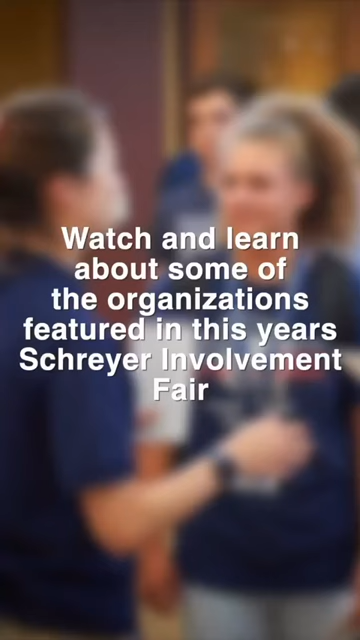 Watch and learn
about some of
the organizations
featured in this years
Schreyer Involvement
Fair